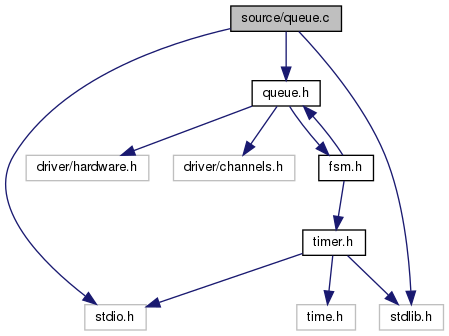 source/queue.c
queue.h
driver/hardware.h
driver/channels.h
fsm.h
timer.h
stdio.h
time.h
stdlib.h